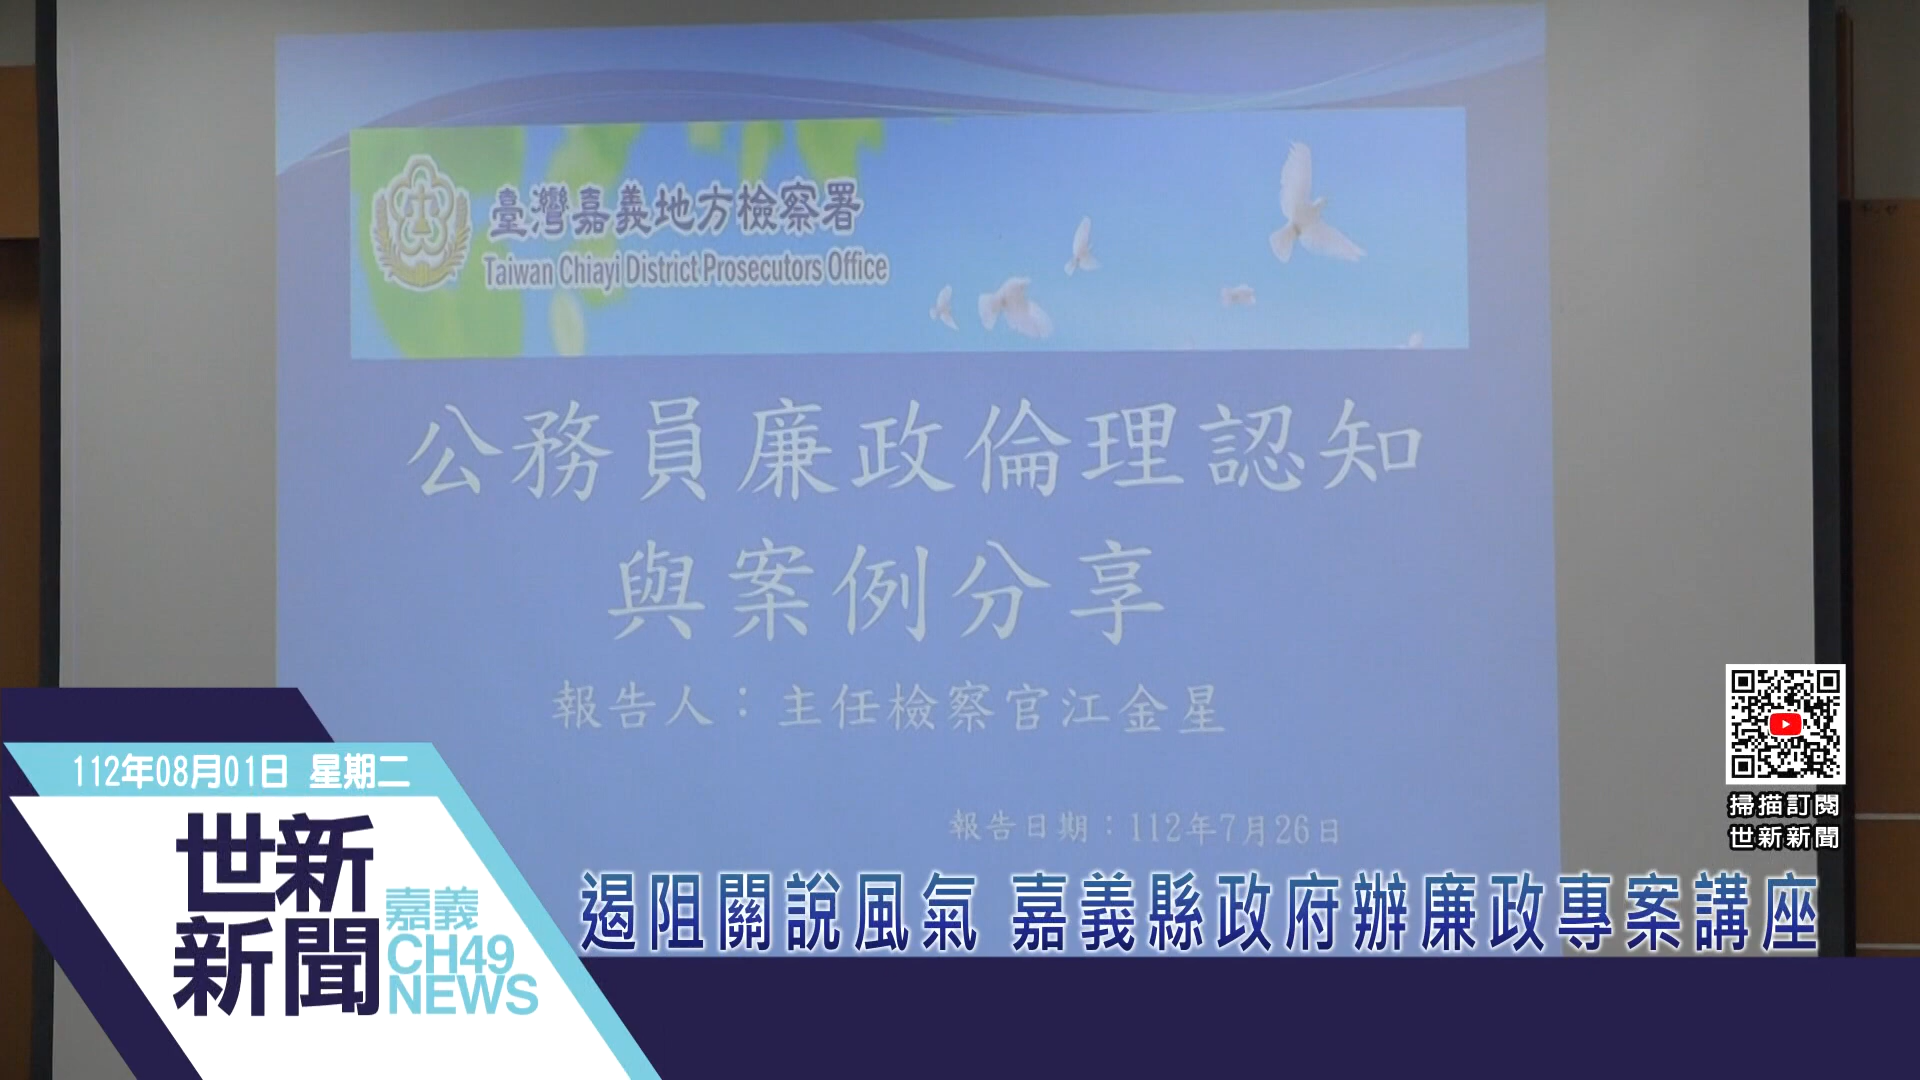 臺灣嘉義地方檢察署
Taiwan Chiayi District Prosecutors Office
公務員廉政倫理認知
與案例分享
報告人：主任檢察官江金星
報告日期：112年7月26日
112年08月01日 星期二
世新
新聞
嘉義
CH49
NEWS
掃描訂閱
世新新聞
遏阻關說風氣 嘉義縣政府辦廉政專案講座